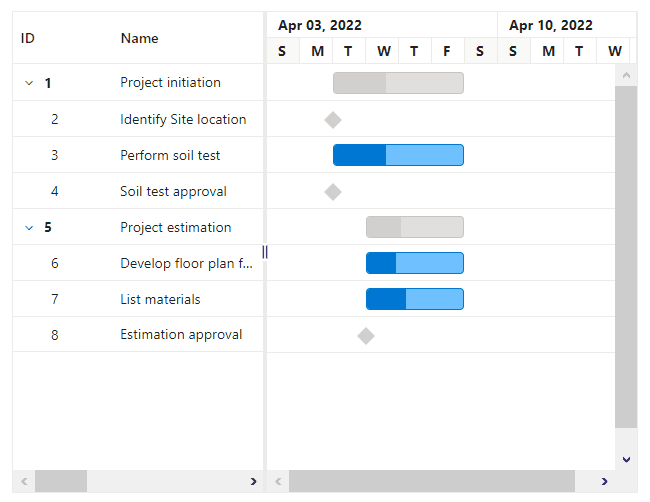 Apr 03, 2022 Apr 10, 2022
ID Name
S M T W T F S S M T W
1 Project initiation
2 Identify Site location
3 Perform soil test
4 Soil test approval
5 Project estimation
6 Develop floor plan f...
7 List materials
8 Estimation approval